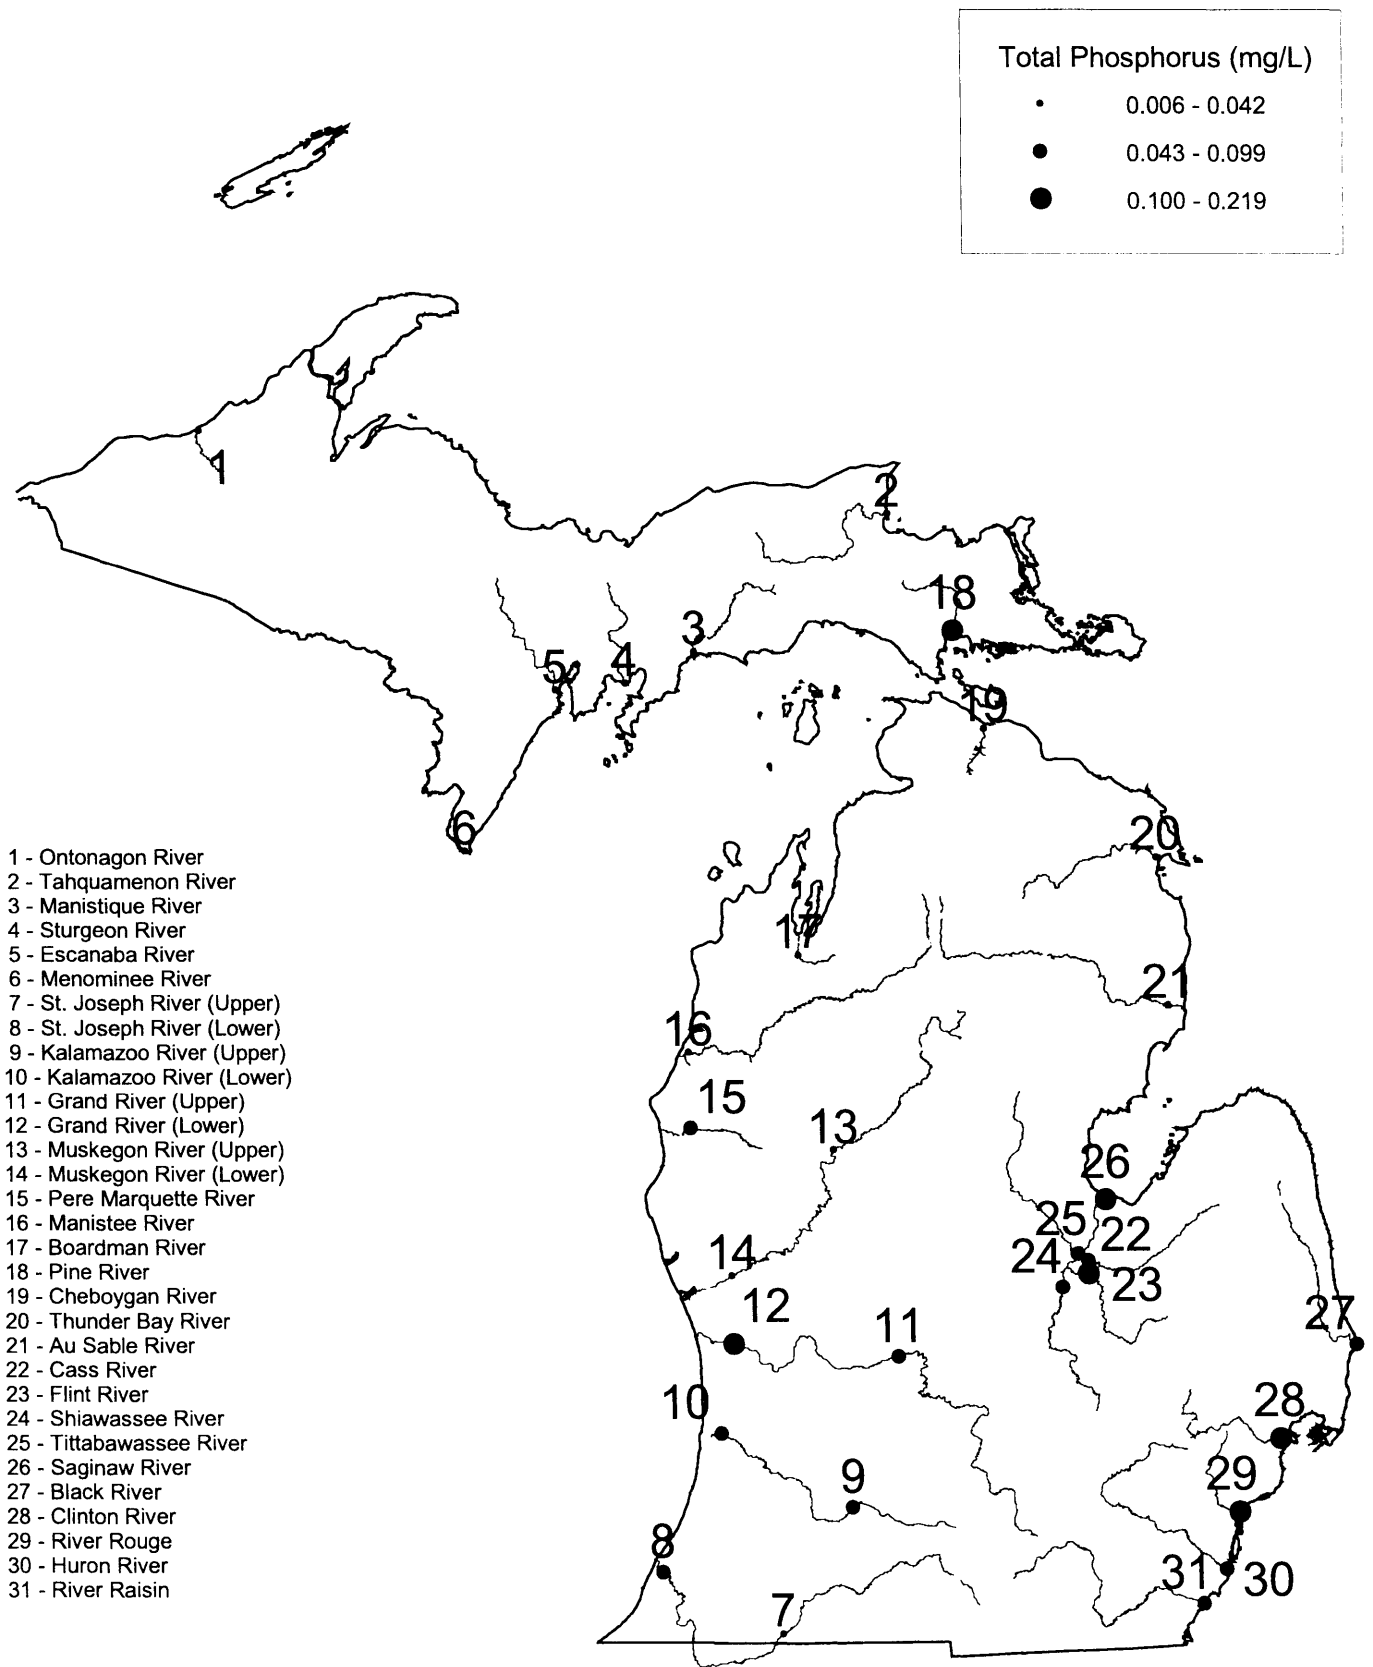 Total Phosphorus (mg/L)
0.006 - 0.042
0.043 - 0.099
0.100 - 0.219
1
2
18
3
5
4
19
6
20
17
21
16
15
13
26
25
22
14
24
23
12
11
27
10
28
29
9
8
31
30
7
1 - Ontonagon River
2 - Tahquamenon River
3 - Manistique River
4 - Sturgeon River
5 - Escanaba River
6 - Menominee River
7 - St. Joseph River (Upper)
8 - St. Joseph River (Lower)
9 - Kalamazoo River (Upper)
10 - Kalamazoo River (Lower)
11 - Grand River (Upper)
12 - Grand River (Lower)
13 - Muskegon River (Upper)
14 - Muskegon River (Lower)
15 - Pere Marquette River
16 - Manistee River
17 - Boardman River
18 - Pine River
19 - Cheboygan River
20 - Thunder Bay River
21 - Au Sable River
22 - Cass River
23 - Flint River
24 - Shiawassee River
25 - Tittabawassee River
26 - Saginaw River
27 - Black River
28 - Clinton River
29 - River Rouge
30 - Huron River
31 - River Raisin